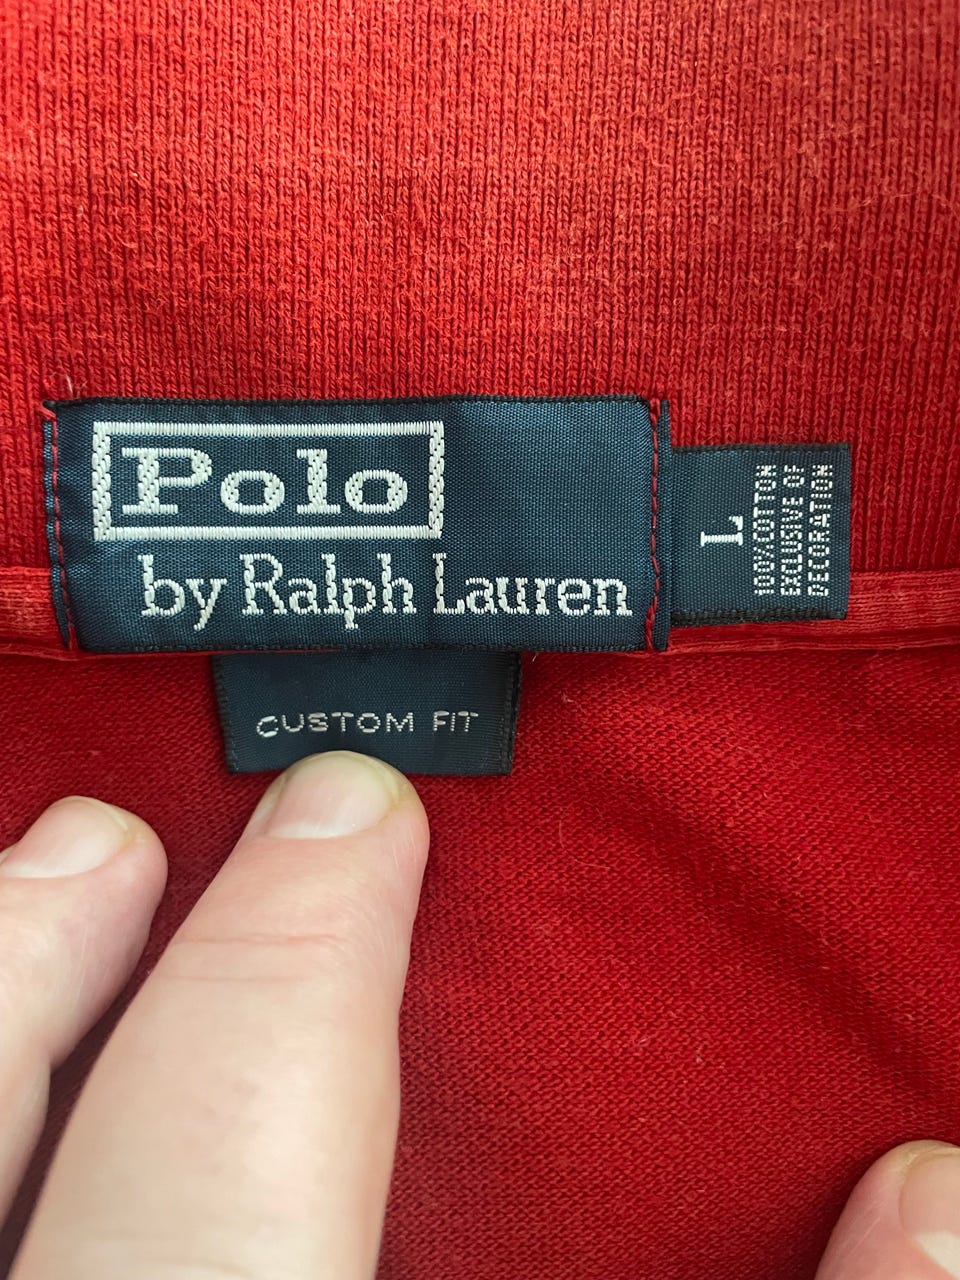 Polo
by Ralph Lauren
L
100%COTTON
EXCLUSIVE OF
DECORATION
CUSTOM FIT